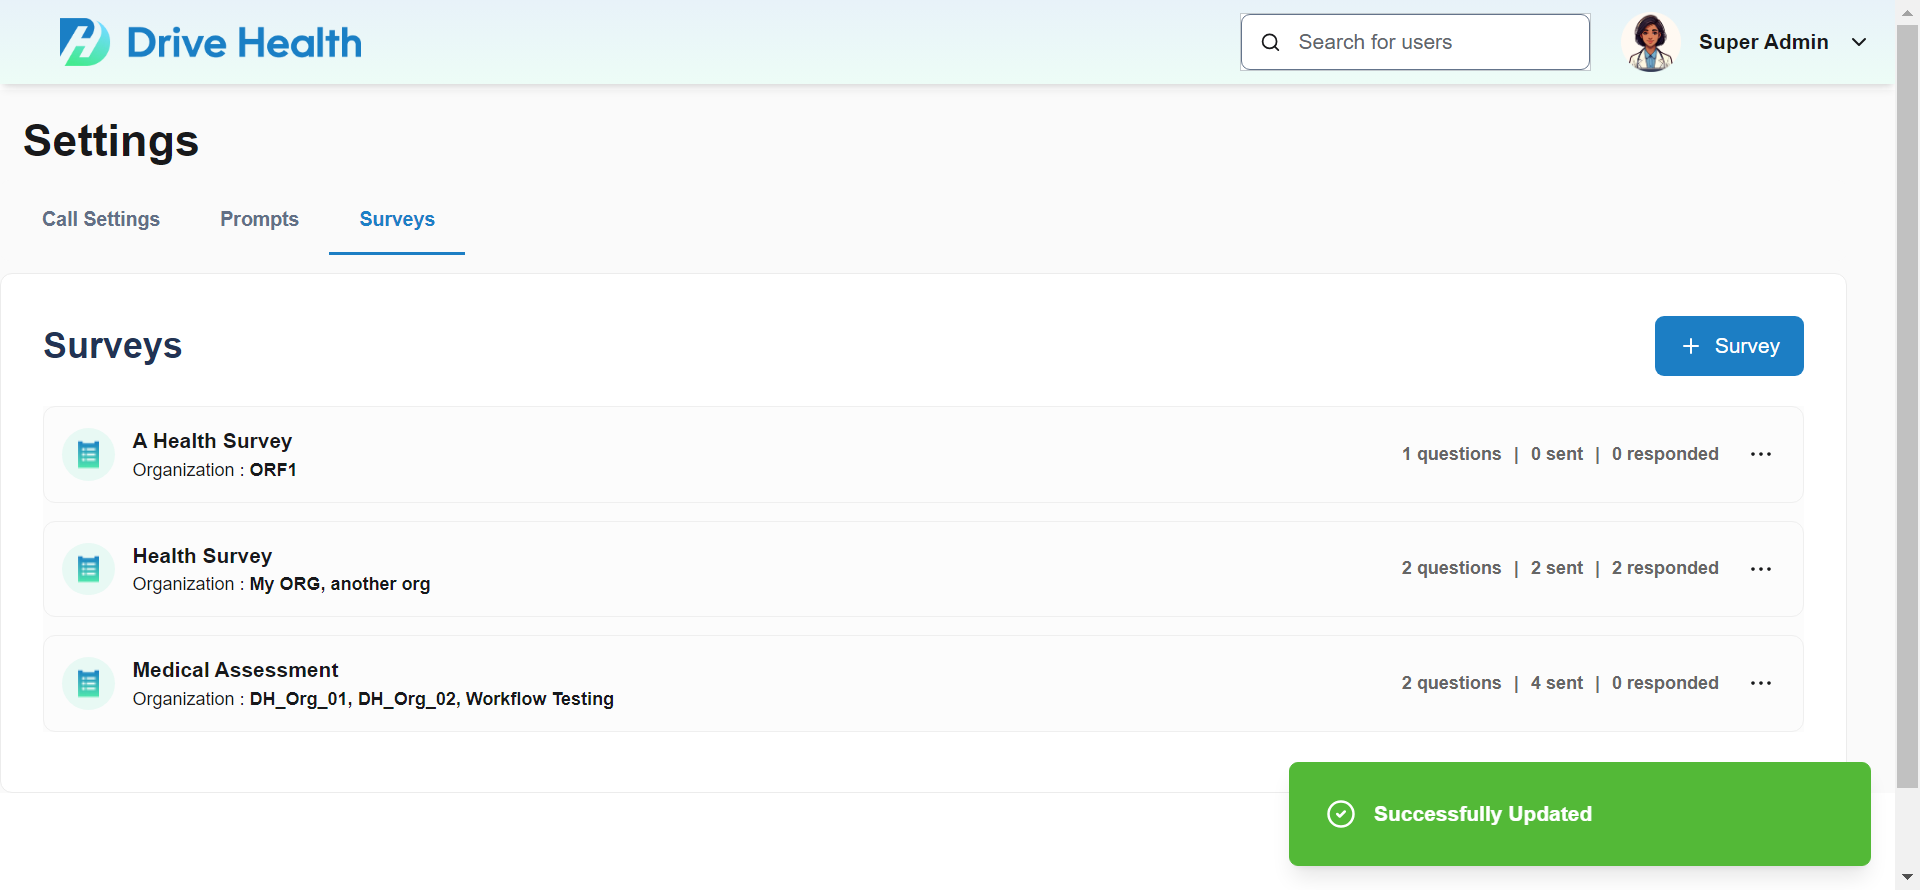 Drive Health
Search for users
Super Admin
Settings
Call Settings
Prompts
Surveys
Surveys
+ Survey
A Health Survey
Organization : ORF1
1 questions | 0 sent | 0 responded ...
Health Survey
Organization : My ORG, another org
2 questions | 2 sent | 2 responded ...
Medical Assessment
Organization : DH_Org_01, DH_Org_02, Workflow Testing
2 questions | 4 sent | 0 responded ...
Successfully Updated